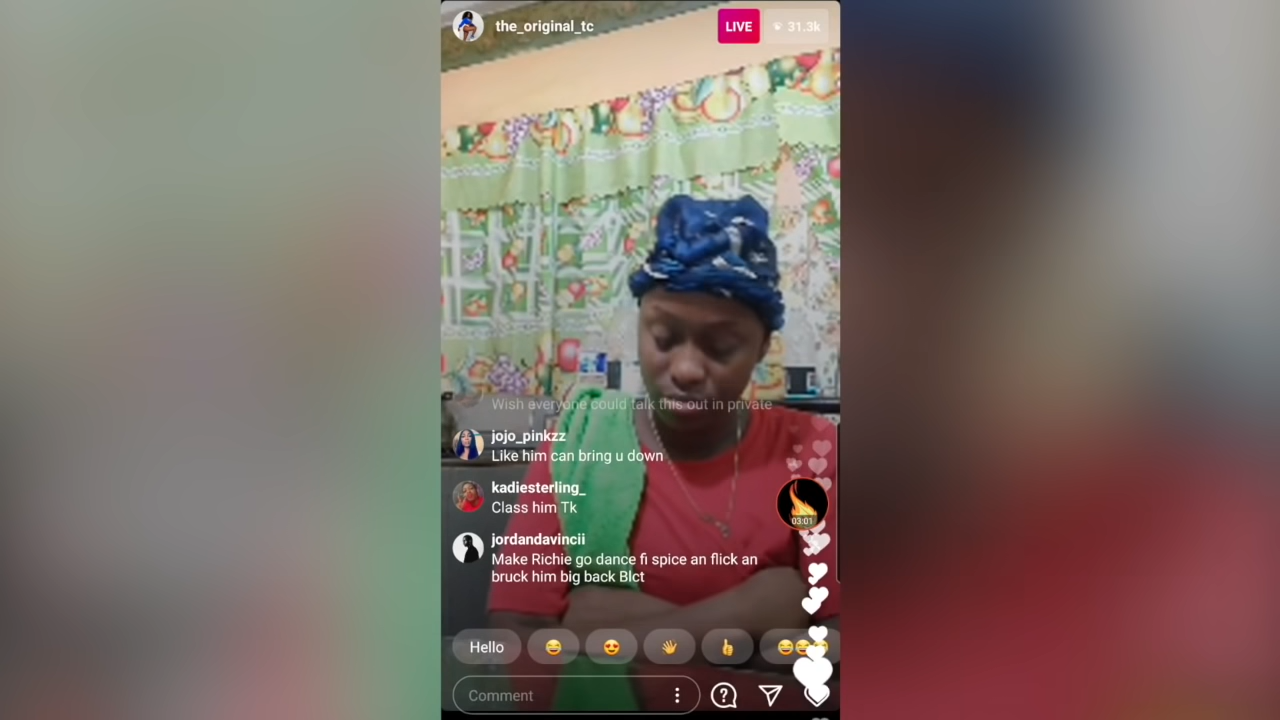 the_original_tc
LIVE
31.3k
Wish everyone could talk this out in private
jojo_pinkzz
Like him can bring u down
kadiesterling_
Class him Tk
jordandavincii
Make Richie go dance fi spice an flick an
bruck him big back Blct
03:01
Hello
Comment